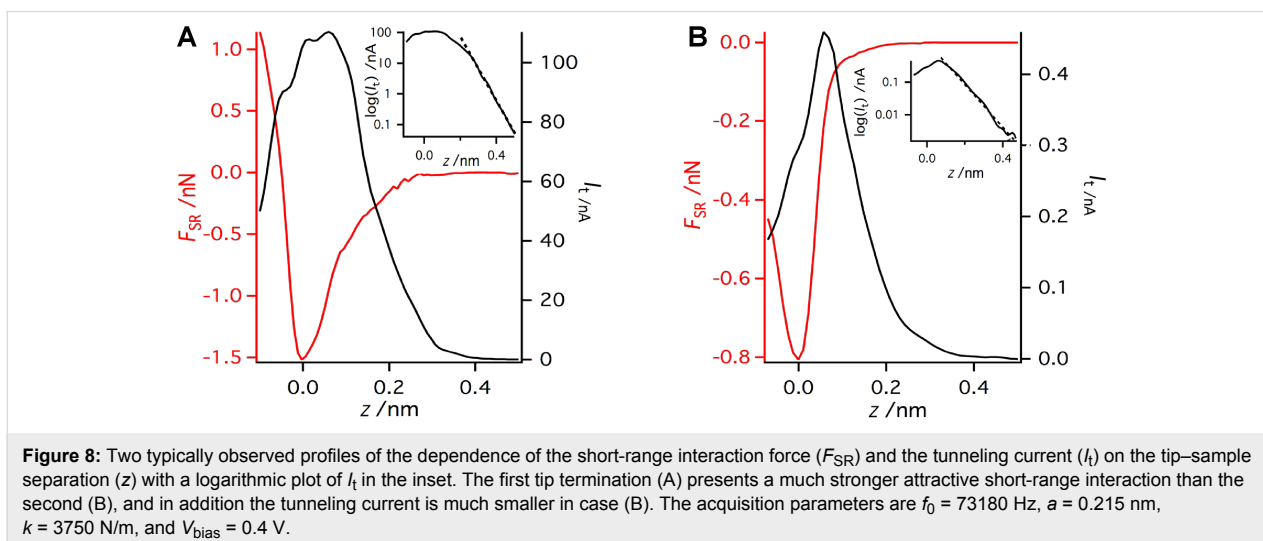 A
B
1.0
0.5
0.0
-0.5
-1.0
-1.5
F_SR /nN
0.0
0.2
0.4
z /nm
100
80
60
40
20
0
I_t /nA
100
10
1
0.1
log(I_t) /nA
0.0
0.4
z /nm
0.0
-0.2
-0.4
-0.6
-0.8
F_SR /nN
0.0
0.2
0.4
z /nm
0.4
0.3
0.2
0.1
0.0
I_t /nA
0.1
0.01
log(I_t) /nA
0.0
0.4
z /nm
Figure 8: Two typically observed profiles of the dependence of the short-range interaction force (F_SR) and the tunneling current (I_t) on the tip–sample
separation (z) with a logarithmic plot of I_t in the inset. The first tip termination (A) presents a much stronger attractive short-range interaction than the
second (B), and in addition the tunneling current is much smaller in case (B). The acquisition parameters are f_0 = 73180 Hz, a = 0.215 nm,
k = 3750 N/m, and V_bias = 0.4 V.